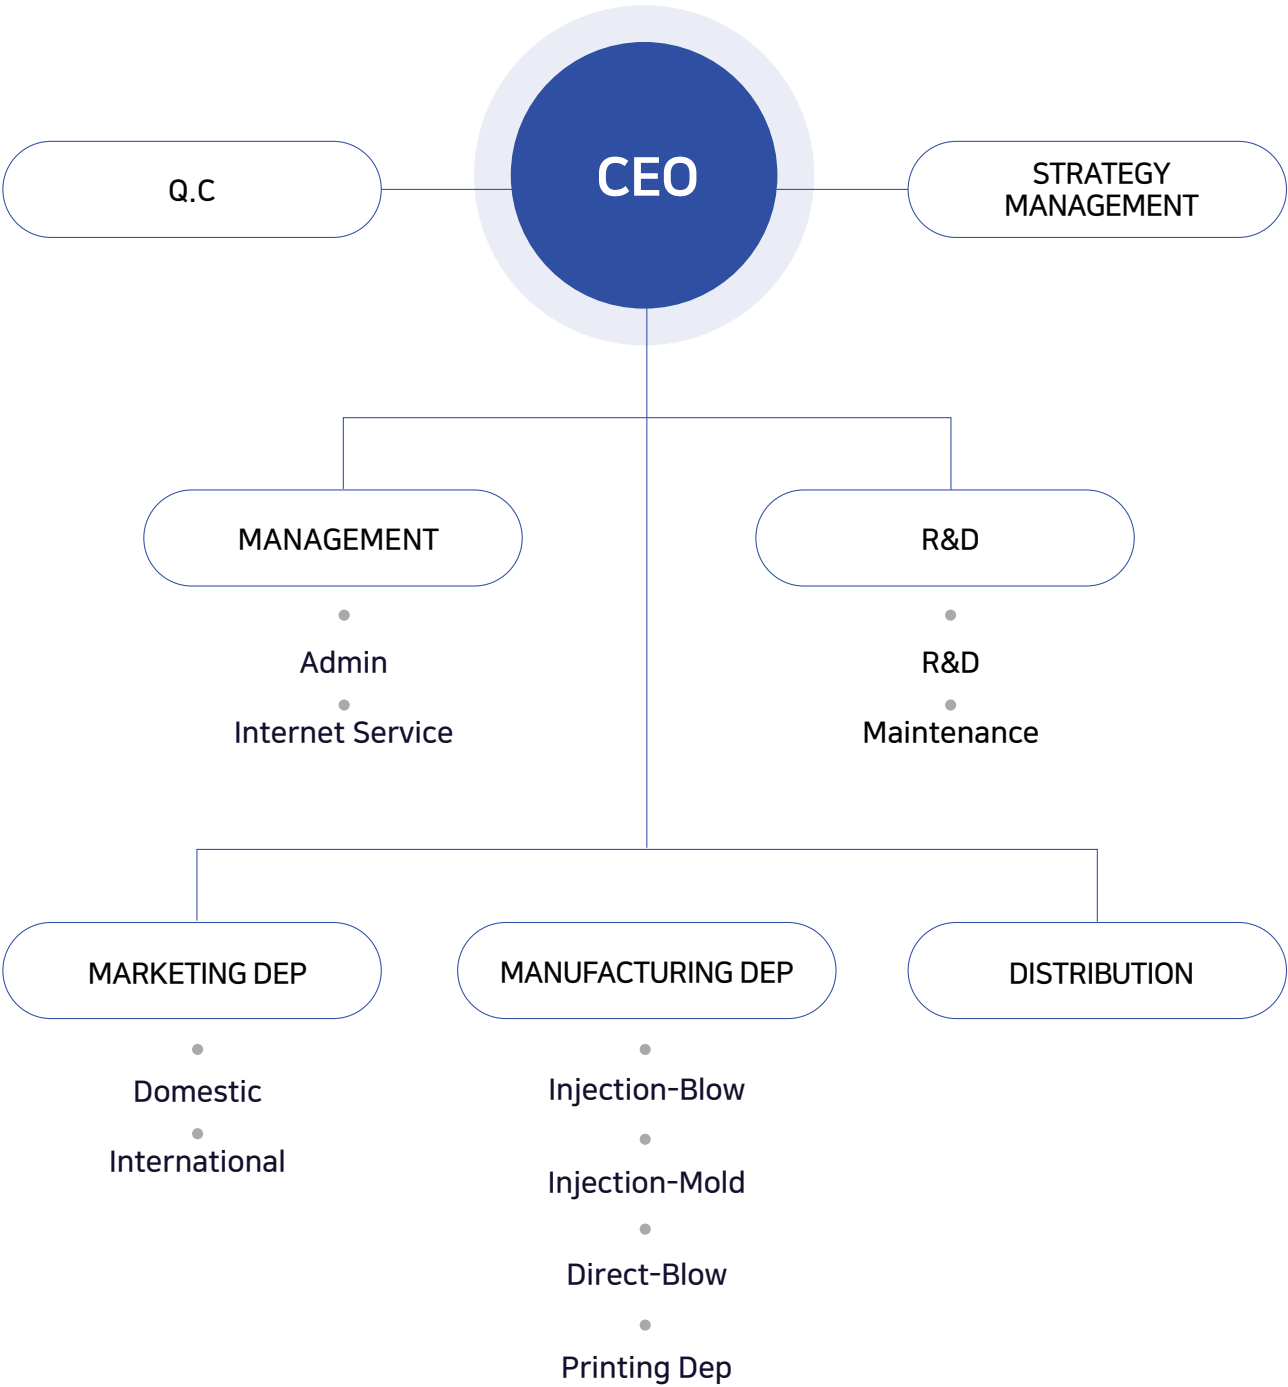 CEO
Q.C
STRATEGY
MANAGEMENT
MANAGEMENT
R&D
Admin
R&D
Internet Service
Maintenance
MARKETING DEP
MANUFACTURING DEP
DISTRIBUTION
Domestic
Injection-Blow
International
Injection-Mold
Direct-Blow
Printing Dep